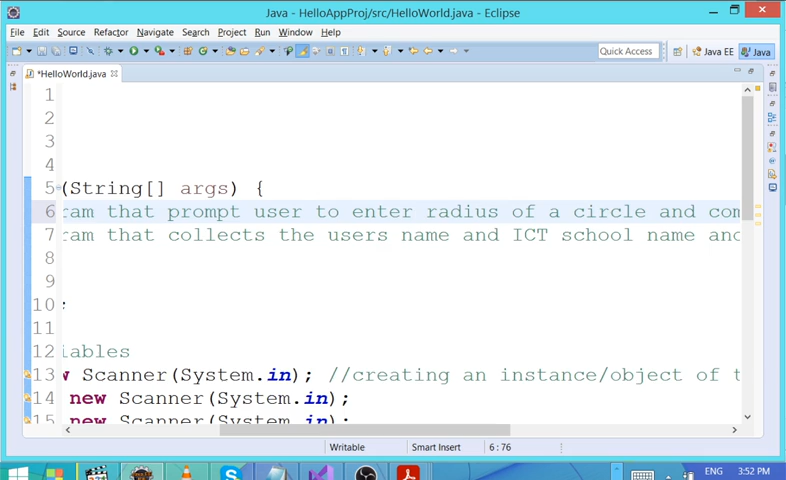 Java - HelloAppProj/src/HelloWorld.java - Eclipse
File Edit Source Refactor Navigate Search Project Run Window Help
Quick Access Java EE Java
*HelloWorld.java
1
2
3
4
5 (String[] args) {
6 ram that prompt user to enter radius of a circle and com
7 ram that collects the users name and ICT school name and
8
9
10 ;
11
12 iables
13 w Scanner(System.in); //creating an instance/object of t
14 new Scanner(System.in);
15 new Scanner(System.in);
Writable Smart Insert 6 : 76
ENG 3:52 PM